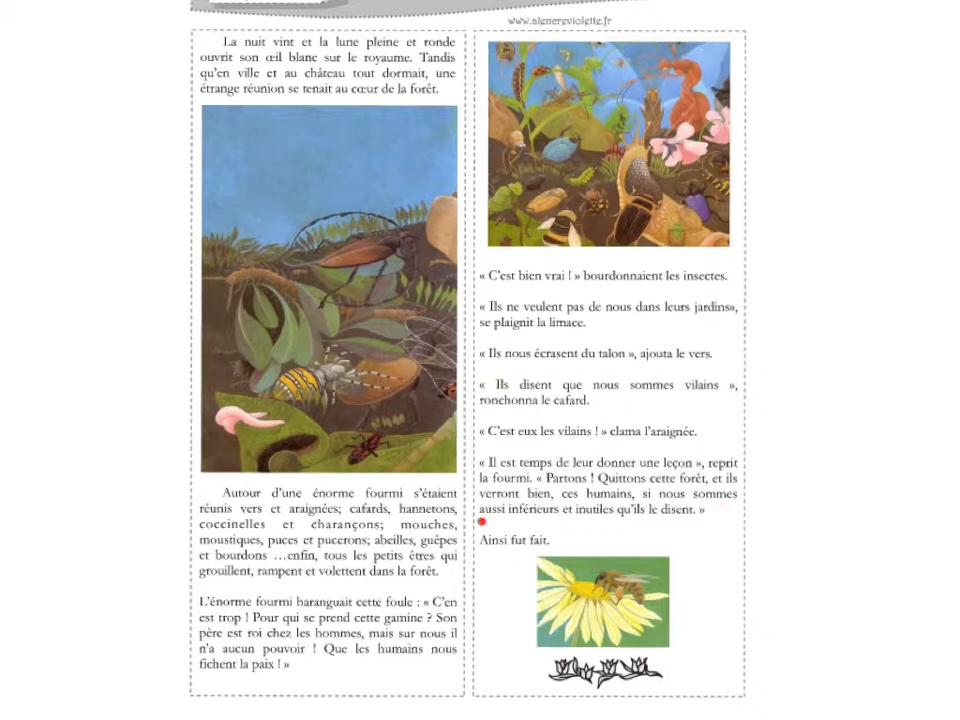 www.alenereviolette.fr
La nuit vint et la lune pleine et ronde
ouvrit son œil blanc sur le royaume. Tandis
qu'en ville et au château tout dormait, une
étrange réunion se tenait au cœur de la forêt.
Autour d'une énorme fourmi s'étaient
réunis vers et araignées; cafards, hannetons,
coccinelles et charançons; mouches,
moustiques, puces et pucerons; abeilles, guêpes
et bourdons …enfin, tous les petits êtres qui
grouillent, rampent et volettent dans la forêt.
L'énorme fourmi haranguait cette foule : « C'en
est trop ! Pour qui se prend cette gamine ? Son
père est roi chez les hommes, mais sur nous il
n'a aucun pouvoir ! Que les humains nous
fichent la paix ! »
« C'est bien vrai ! » bourdonnaient les insectes.
« Ils ne veulent pas de nous dans leurs jardins»,
se plaignit la limace.
« Ils nous écrasent du talon », ajouta le vers.
« Ils disent que nous sommes vilains »,
ronchonna le cafard.
« C'est eux les vilains ! » clama l'araignée.
« Il est temps de leur donner une leçon », reprit
la fourmi. « Partons ! Quittons cette forêt, et ils
verront bien, ces humains, si nous sommes
aussi inférieurs et inutiles qu'ils le disent. »
Ainsi fut fait.